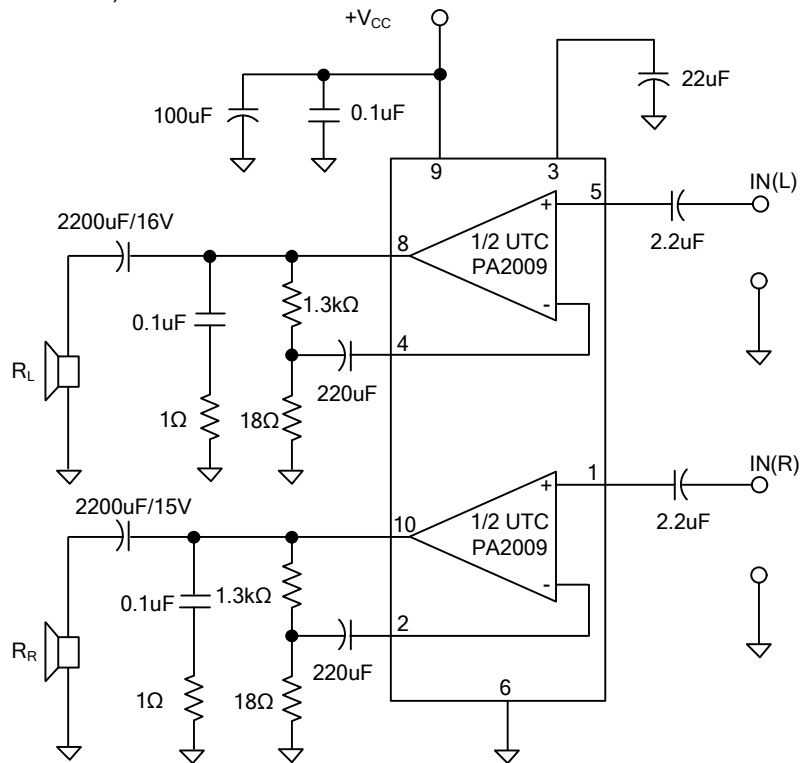 +VCC
100uF
0.1uF
22uF
9
3
5
IN(L)
2200uF/16V
8
+
1/2 UTC
PA2009
2.2uF
1.3kΩ
-
0.1uF
4
220uF
RL
1Ω
18Ω
IN(R)
2200uF/15V
1
+
10
1/2 UTC
PA2009
2.2uF
0.1uF
1.3kΩ
-
2
220uF
RR
1Ω
18Ω
6